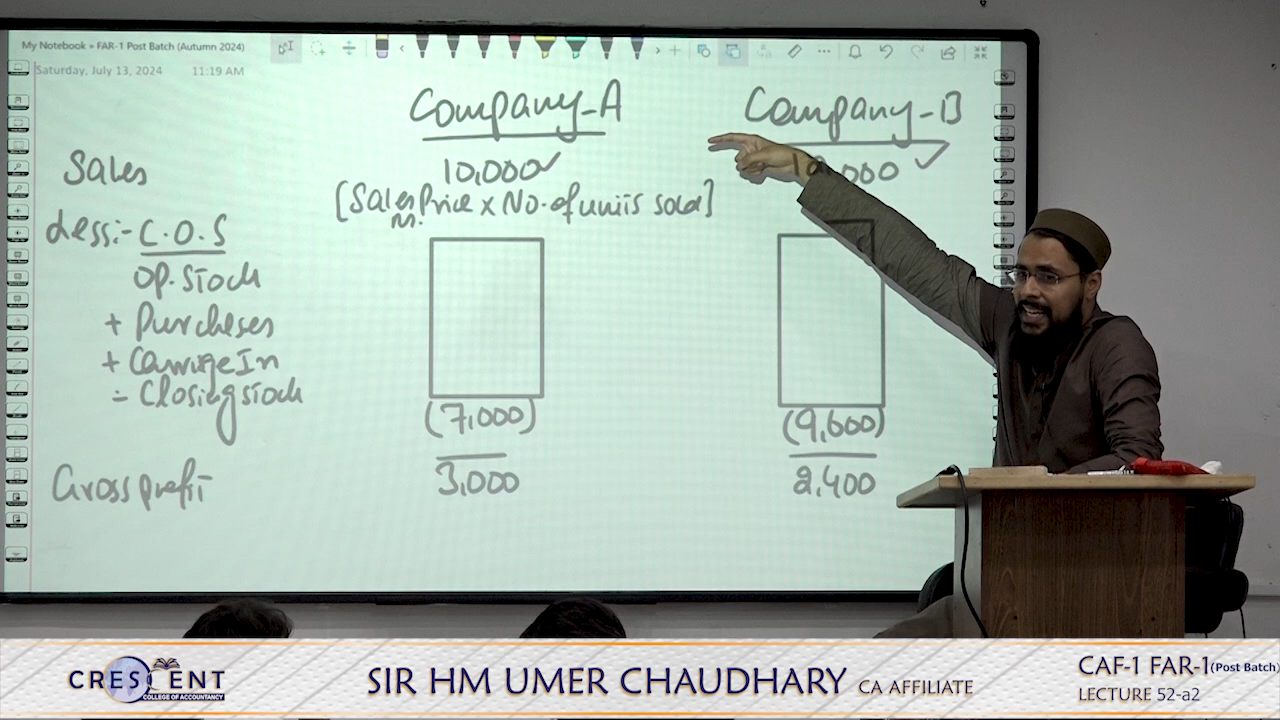 My Notebook » FAR-1 Post Batch (Autumn 2024)
Saturday, July 13, 2024 11:19 AM
Company-A
Company-B
Sales
10,000
,000
[Sales Price x No. of units sold]
Less:- C.O.S
Op. Stock
+ Purcheses
+ Carriage In
- Closing stock
(7,000)
(9,600)
Gross profit
3,000
2,400
CRESCENT
COLLEGE OF ACCOUNTANCY
SIR HM UMER CHAUDHARY CA AFFILIATE
CAF-1 FAR-1 (Post Batch)
LECTURE 52-a2